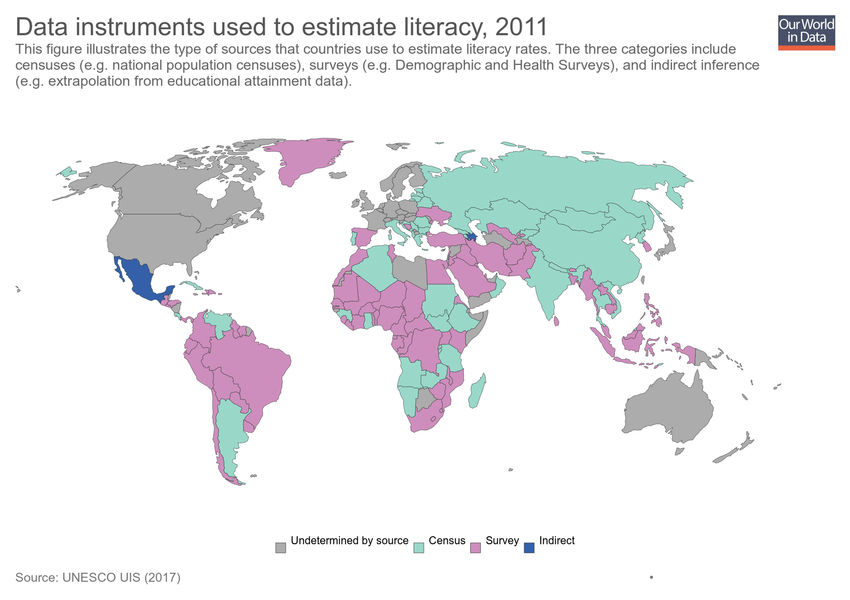 Data instruments used to estimate literacy, 2011
Our World
in Data
This figure illustrates the type of sources that countries use to estimate literacy rates. The three categories include
censuses (e.g. national population censuses), surveys (e.g. Demographic and Health Surveys), and indirect inference
(e.g. extrapolation from educational attainment data).
Undetermined by source Census Survey Indirect
Source: UNESCO UIS (2017)